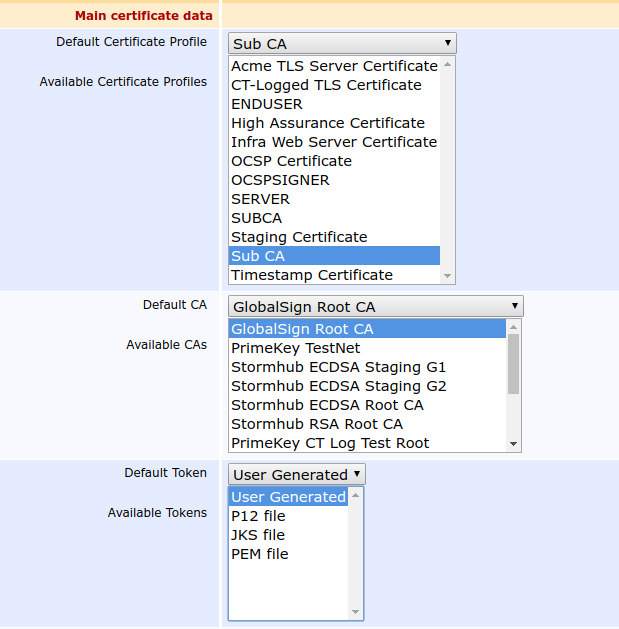 Main certificate data
Default Certificate Profile
Sub CA
Available Certificate Profiles
Acme TLS Server Certificate
CT-Logged TLS Certificate
ENDUSER
High Assurance Certificate
Infra Web Server Certificate
OCSP Certificate
OCSPSIGNER
SERVER
SUBCA
Staging Certificate
Sub CA
Timestamp Certificate
Default CA
GlobalSign Root CA
Available CAs
GlobalSign Root CA
PrimeKey TestNet
Stormhub ECDSA Staging G1
Stormhub ECDSA Staging G2
Stormhub ECDSA Root CA
Stormhub RSA Root CA
PrimeKey CT Log Test Root
Default Token
User Generated
Available Tokens
User Generated
P12 file
JKS file
PEM file